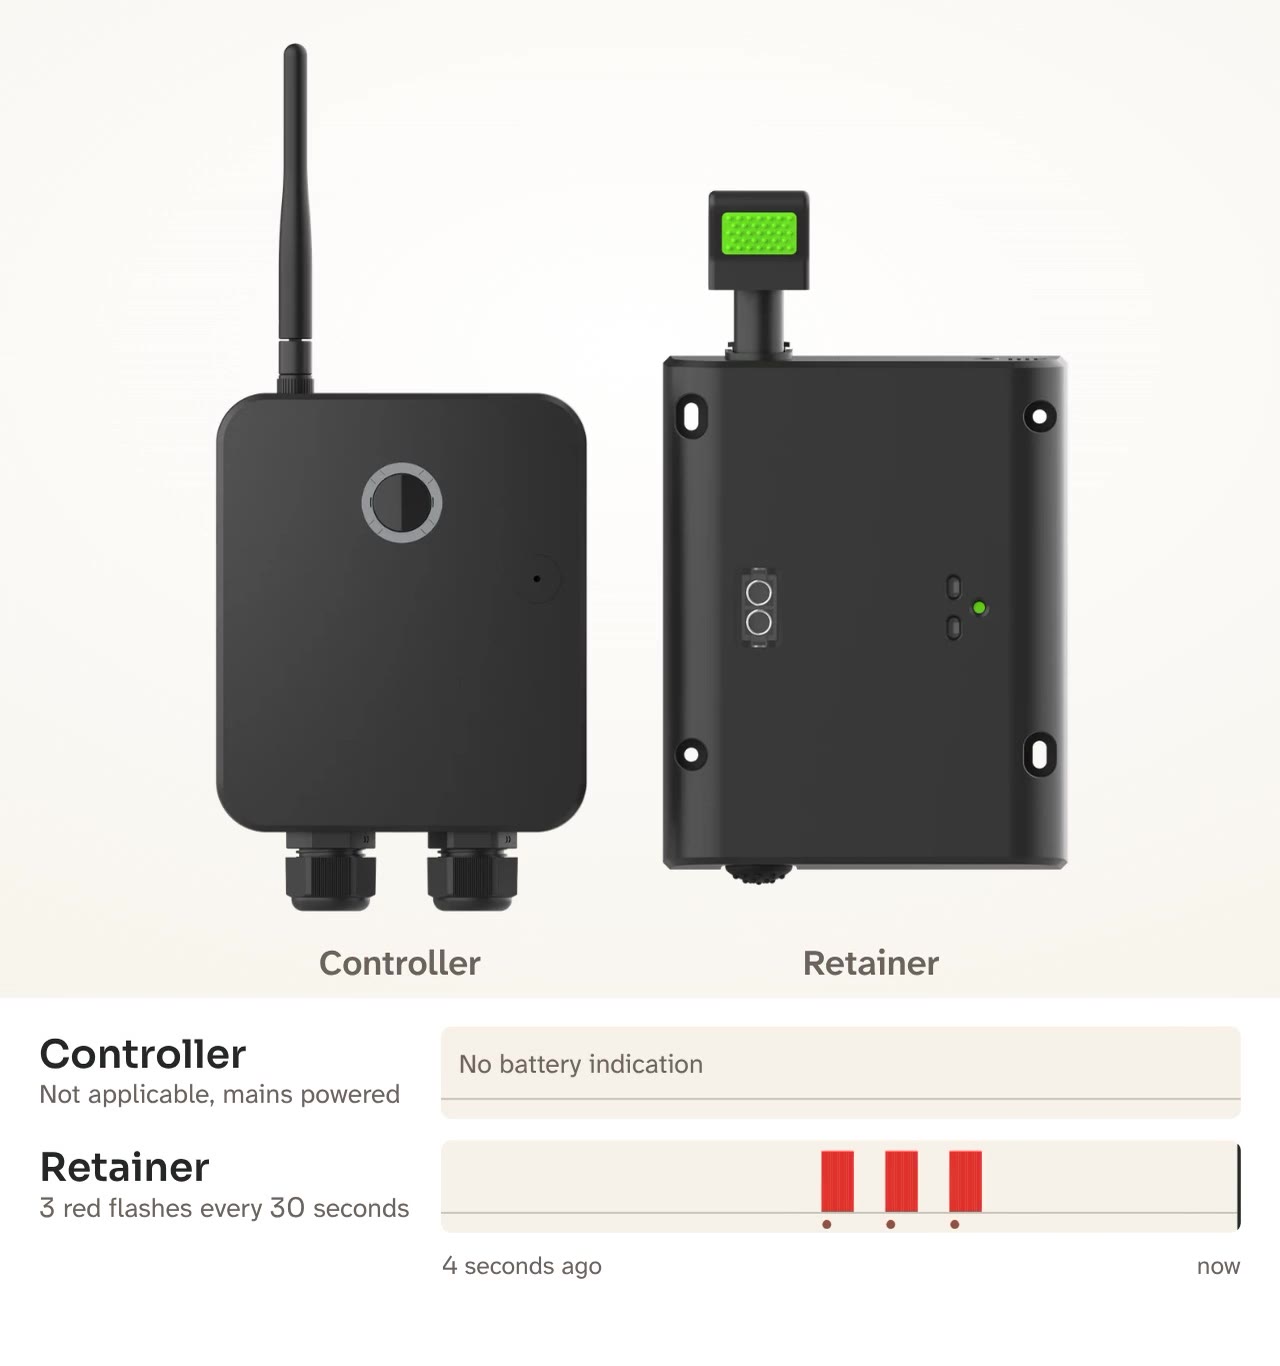 Controller
Retainer
Controller
Not applicable, mains powered
No battery indication
Retainer
3 red flashes every 30 seconds
4 seconds ago
now